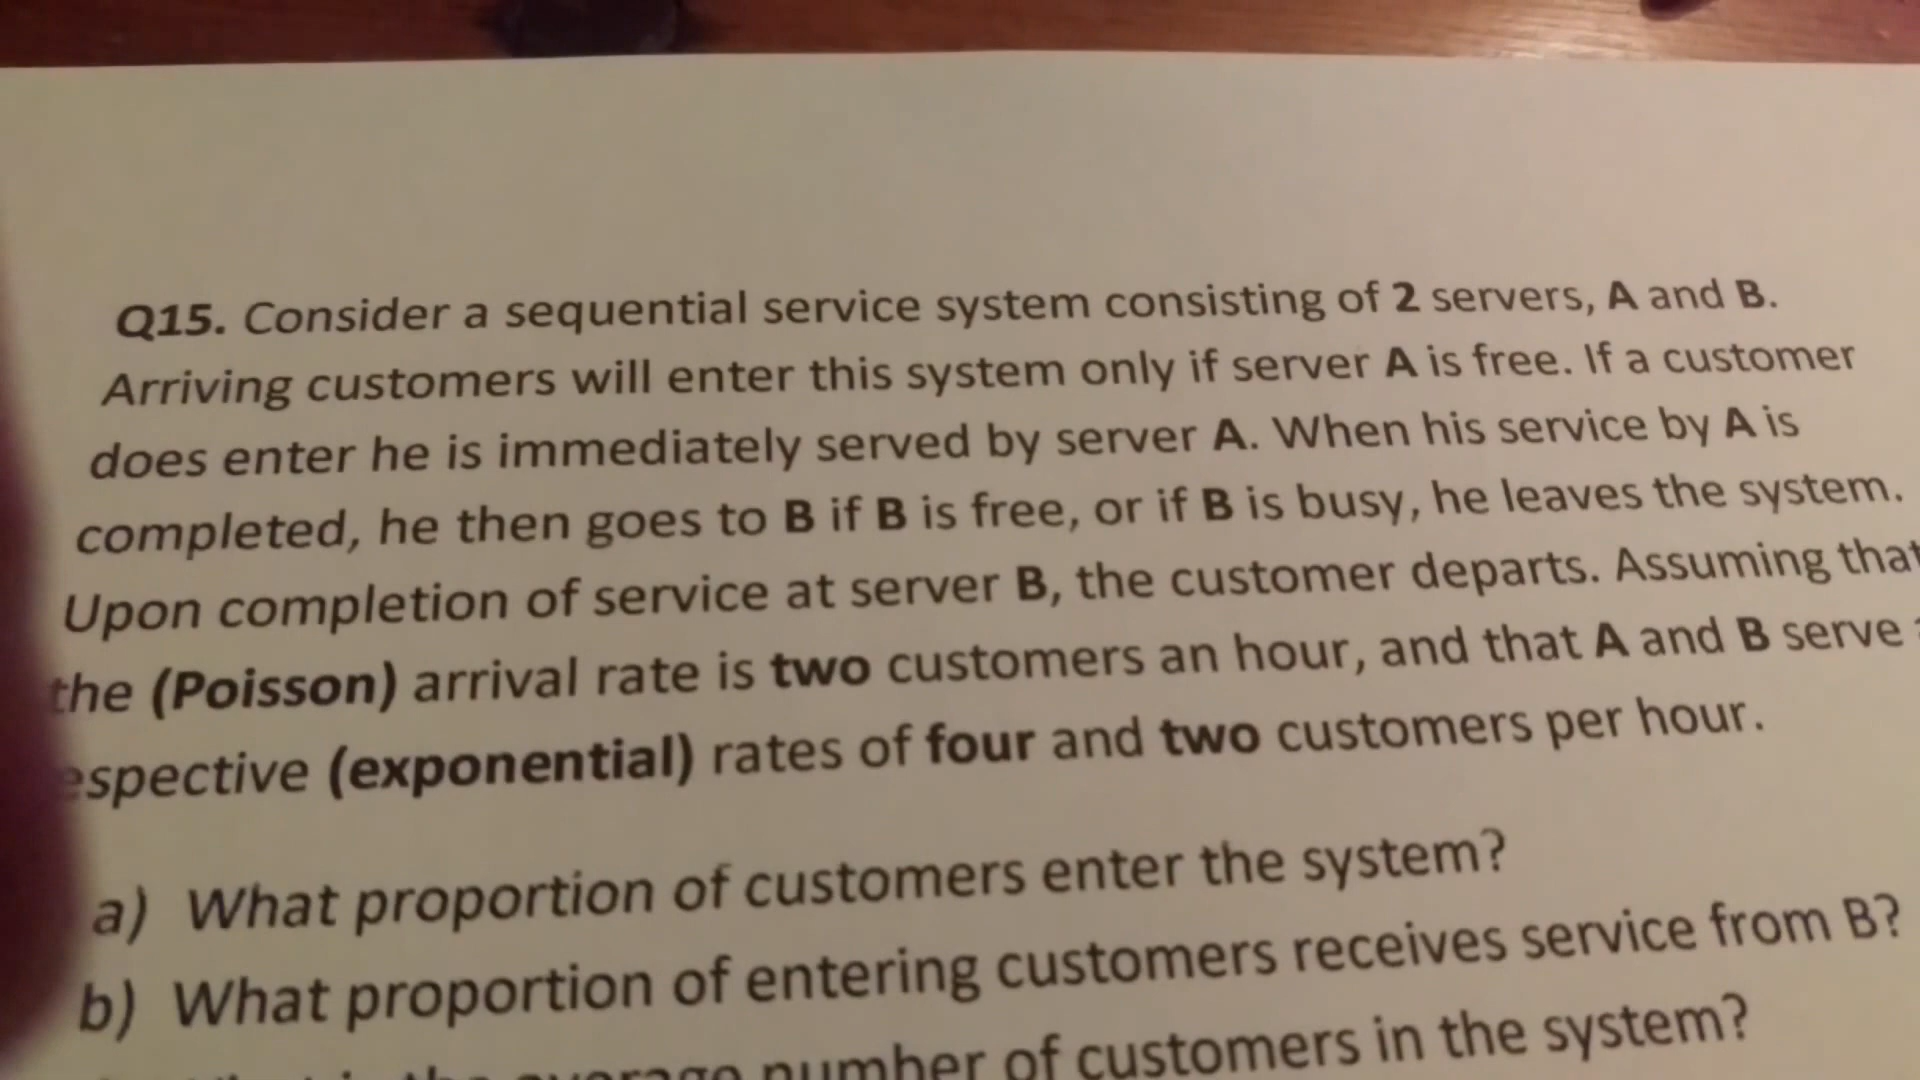 Q15. Consider a sequential service system consisting of 2 servers, A and B.
Arriving customers will enter this system only if server A is free. If a customer
does enter he is immediately served by server A. When his service by A is
completed, he then goes to B if B is free, or if B is busy, he leaves the system.
Upon completion of service at server B, the customer departs. Assuming that
the (Poisson) arrival rate is two customers an hour, and that A and B serve
espective (exponential) rates of four and two customers per hour.
a) What proportion of customers enter the system?
b) What proportion of entering customers receives service from B?
average number of customers in the system?